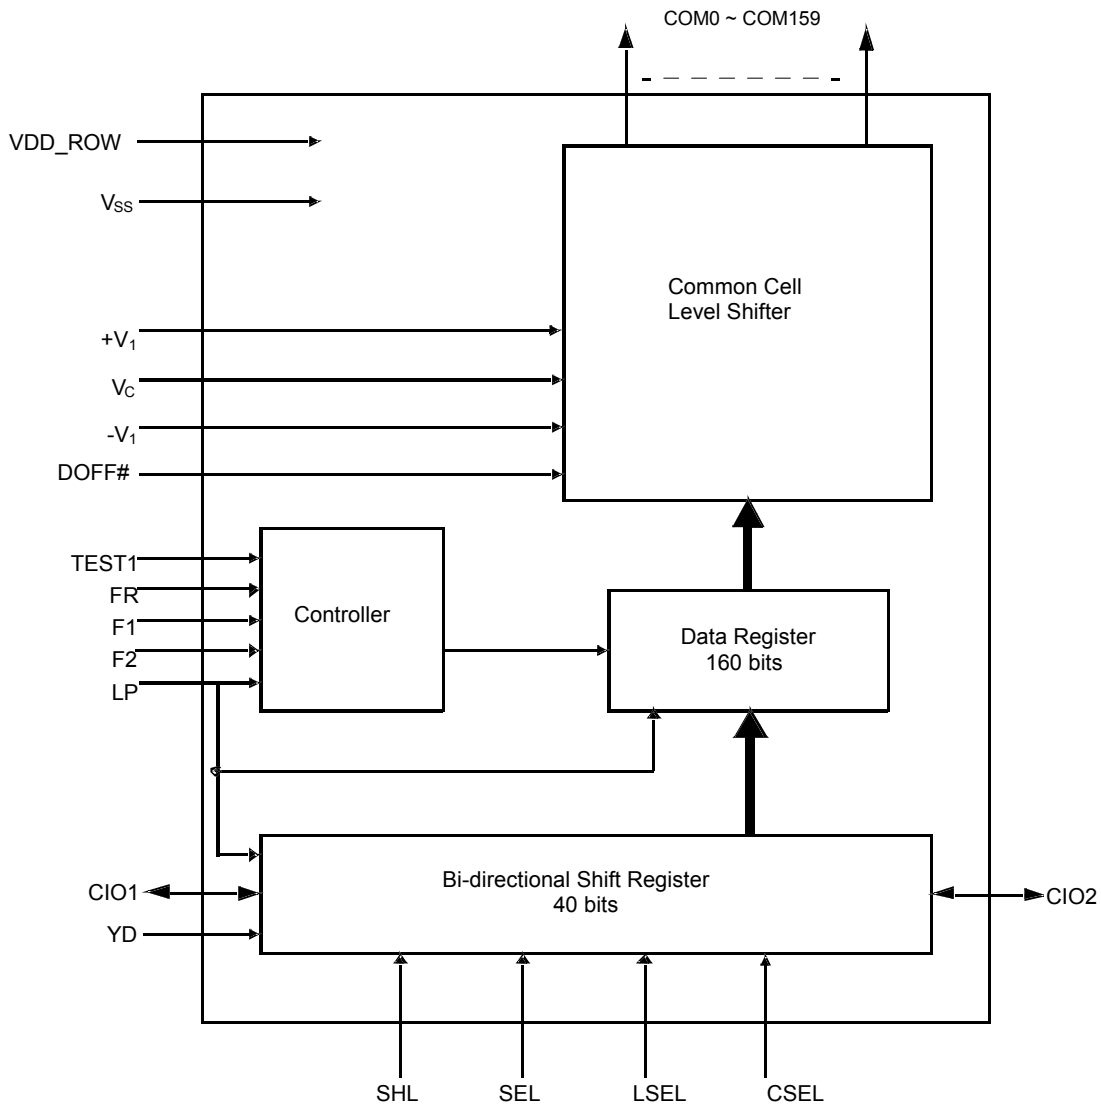 COM0 ~ COM159
VDD_ROW
VSS
Common Cell
Level Shifter
+V1
VC
-V1
DOFF#
TEST1
FR
F1
F2
LP
Controller
Data Register
160 bits
Bi-directional Shift Register
40 bits
CIO1
YD
CIO2
SHL
SEL
LSEL
CSEL